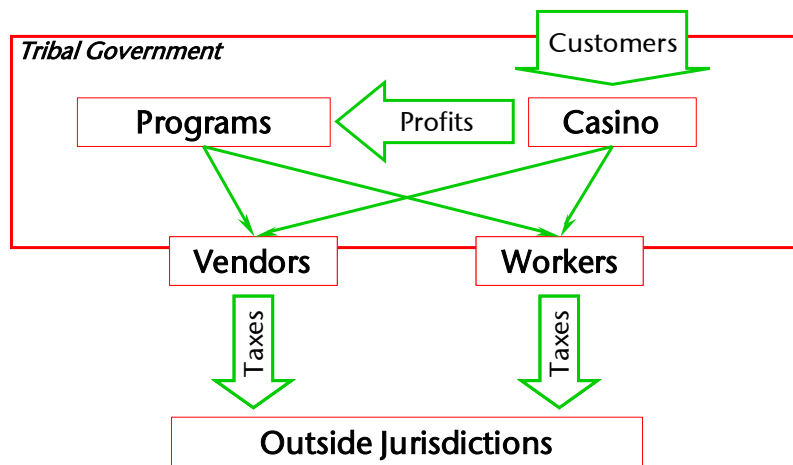 Customers
Tribal Government
Programs
Profits
Casino
Vendors
Workers
Taxes
Taxes
Outside Jurisdictions